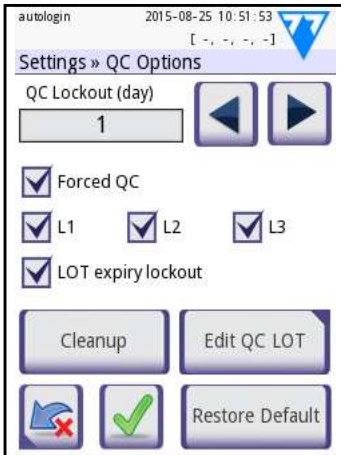 autologin 2015-08-25 10:51:53
[ -, -, -, -]
Settings » QC Options
QC Lockout (day)
1
Forced QC
L1 L2 L3
LOT expiry lockout
Cleanup Edit QC LOT
Restore Default